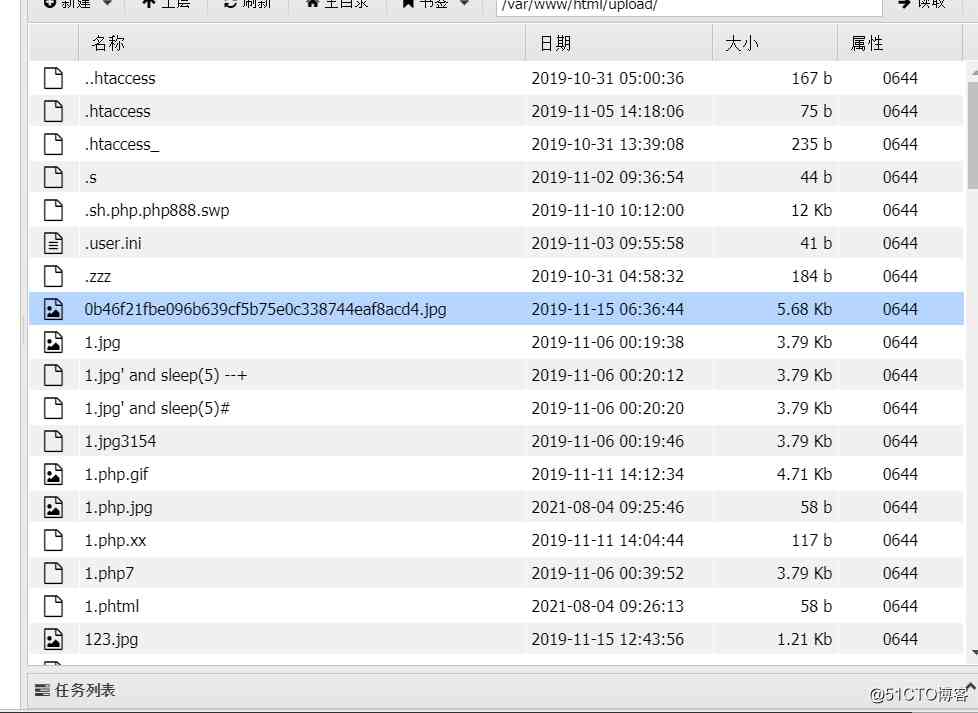 新建 上层 刷新 主目录 书签 /var/www/html/upload/ 读取
名称 日期 大小 属性
..htaccess 2019-10-31 05:00:36 167 b 0644
.htaccess 2019-11-05 14:18:06 75 b 0644
.htaccess_ 2019-10-31 13:39:08 235 b 0644
.s 2019-11-02 09:36:54 44 b 0644
.sh.php.php888.swp 2019-11-10 10:12:00 12 Kb 0644
.user.ini 2019-11-03 09:55:58 41 b 0644
.zzz 2019-10-31 04:58:32 184 b 0644
0b46f21fbe096b639cf5b75e0c338744eaf8acd4.jpg 2019-11-15 06:36:44 5.68 Kb 0644
1.jpg 2019-11-06 00:19:38 3.79 Kb 0644
1.jpg' and sleep(5) --+ 2019-11-06 00:20:12 3.79 Kb 0644
1.jpg' and sleep(5)# 2019-11-06 00:20:20 3.79 Kb 0644
1.jpg3154 2019-11-06 00:19:46 3.79 Kb 0644
1.php.gif 2019-11-11 14:12:34 4.71 Kb 0644
1.php.jpg 2021-08-04 09:25:46 58 b 0644
1.php.xx 2019-11-11 14:04:44 117 b 0644
1.php7 2019-11-06 00:39:52 3.79 Kb 0644
1.phtml 2021-08-04 09:26:13 58 b 0644
123.jpg 2019-11-15 12:43:56 1.21 Kb 0644
任务列表
@51CTO博客